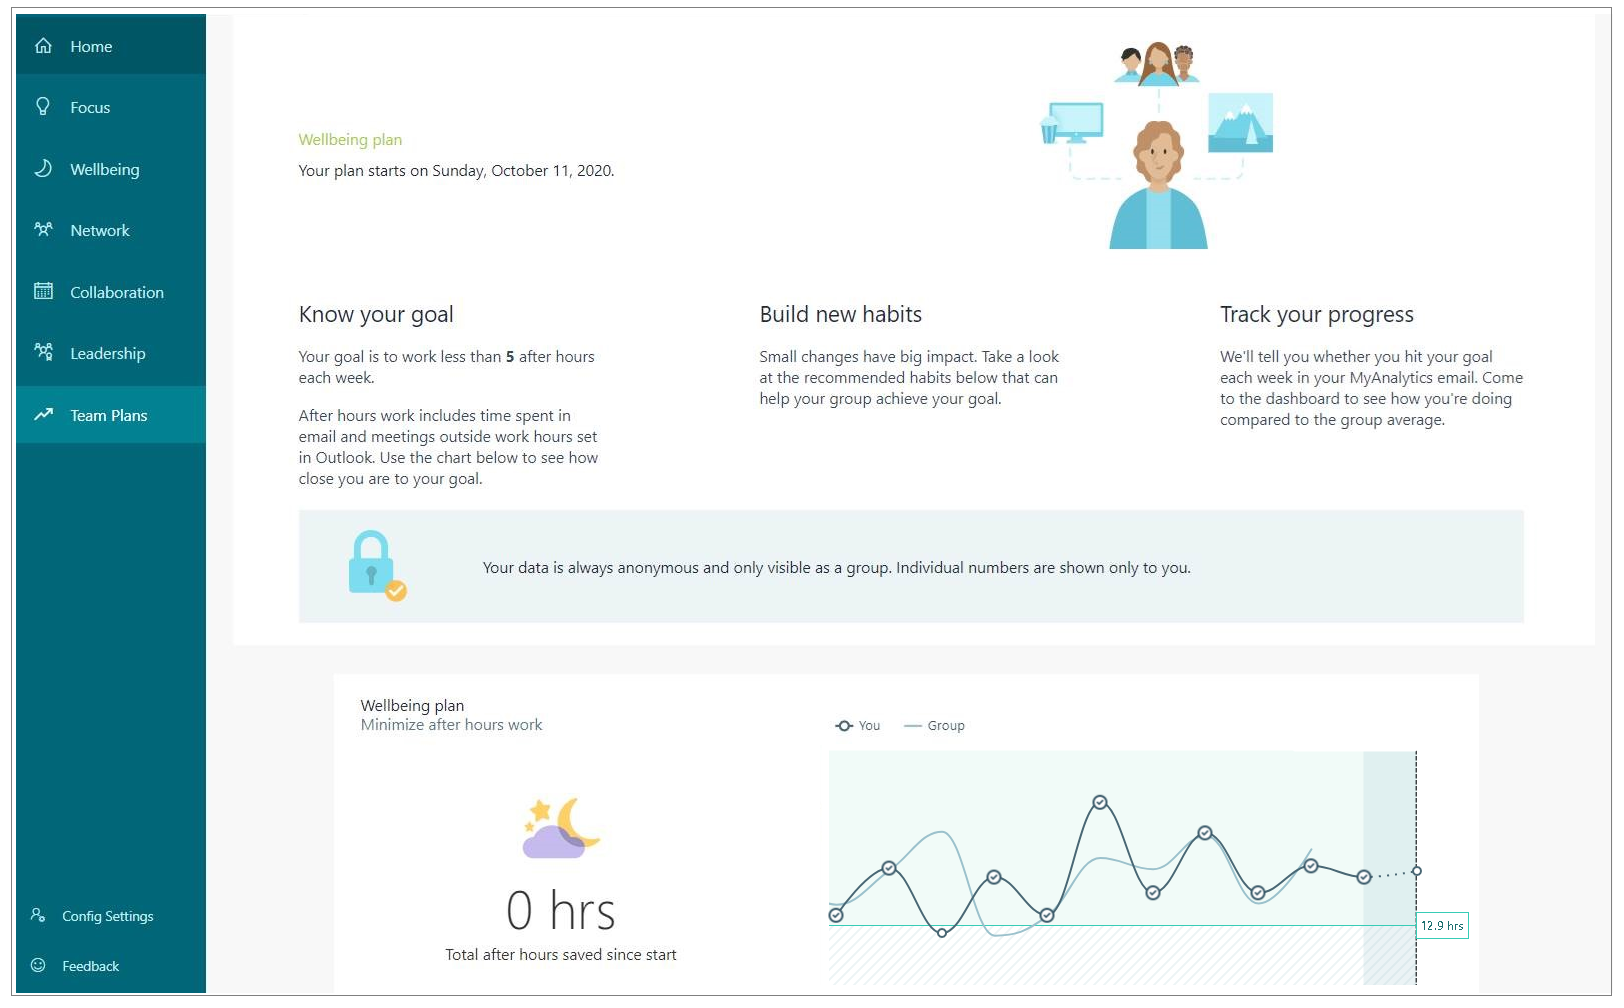 Home
Focus
Wellbeing
Network
Collaboration
Leadership
Team Plans
Config Settings
Feedback
Wellbeing plan
Your plan starts on Sunday, October 11, 2020.
Know your goal
Your goal is to work less than 5 after hours
each week.
After hours work includes time spent in
email and meetings outside work hours set
in Outlook. Use the chart below to see how
close you are to your goal.
Build new habits
Small changes have big impact. Take a look
at the recommended habits below that can
help your group achieve your goal.
Track your progress
We'll tell you whether you hit your goal
each week in your MyAnalytics email. Come
to the dashboard to see how you're doing
compared to the group average.
Your data is always anonymous and only visible as a group. Individual numbers are shown only to you.
Wellbeing plan
Minimize after hours work
0 hrs
Total after hours saved since start
You
Group
12.9 hrs